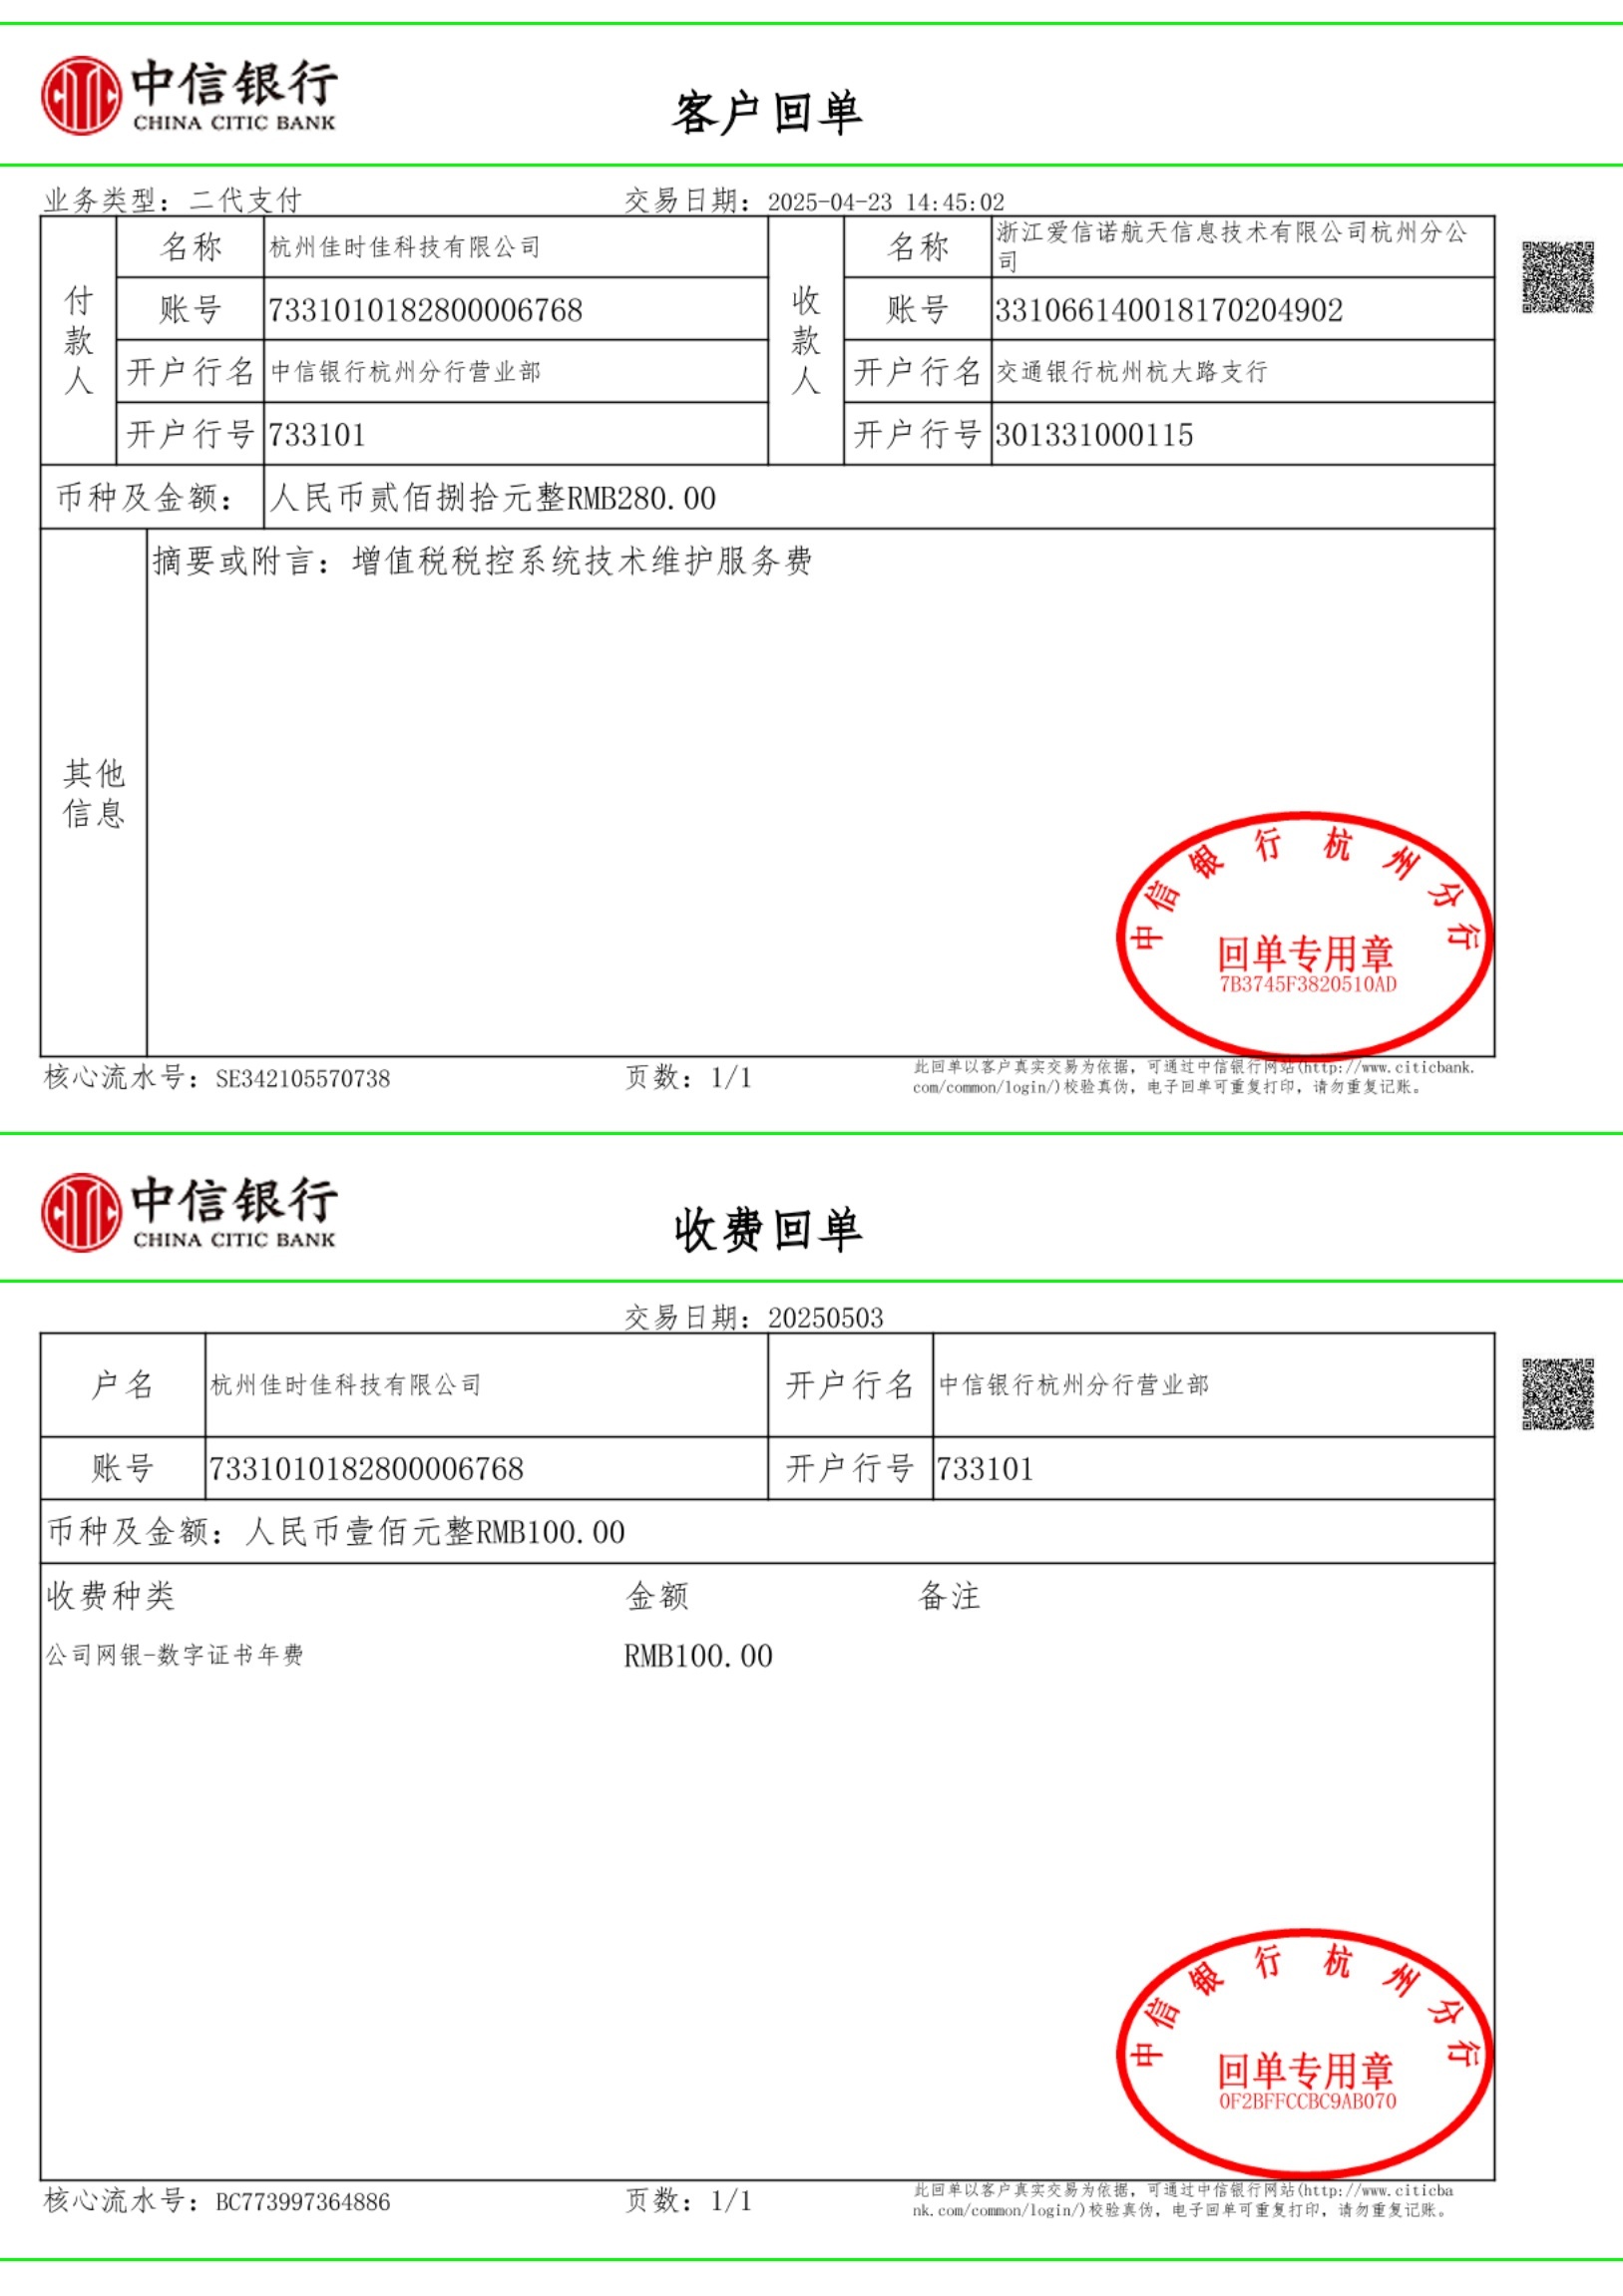 中信银行
CHINA CITIC BANK
客户回单
业务类型：二代支付 交易日期：2025-04-23 14:45:02
付款人
名称 杭州佳时佳科技有限公司
账号 7331010182800006768
开户行名 中信银行杭州分行营业部
开户行号 733101
收款人
名称 浙江爱信诺航天信息技术有限公司杭州分公
司
账号 331066140018170204902
开户行名 交通银行杭州杭大路支行
开户行号 301331000115
币种及金额： 人民币贰佰捌拾元整RMB280.00
其他
信息
摘要或附言：增值税税控系统技术维护服务费
中信银行杭州分行
回单专用章
7B3745F3820510AD
核心流水号：SE342105570738 页数：1/1
此回单以客户真实交易为依据，可通过中信银行网站(http://www.citicbank.
com/common/login/)校验真伪，电子回单可重复打印，请勿重复记账。
中信银行
CHINA CITIC BANK
收费回单
交易日期：20250503
户名 杭州佳时佳科技有限公司 开户行名 中信银行杭州分行营业部
账号 7331010182800006768 开户行号 733101
币种及金额：人民币壹佰元整RMB100.00
收费种类 金额 备注
公司网银-数字证书年费 RMB100.00
中信银行杭州分行
回单专用章
0F2BFFCCBC9AB070
核心流水号：BC773997364886 页数：1/1
此回单以客户真实交易为依据，可通过中信银行网站(http://www.citicba
nk.com/common/login/)校验真伪，电子回单可重复打印，请勿重复记账。